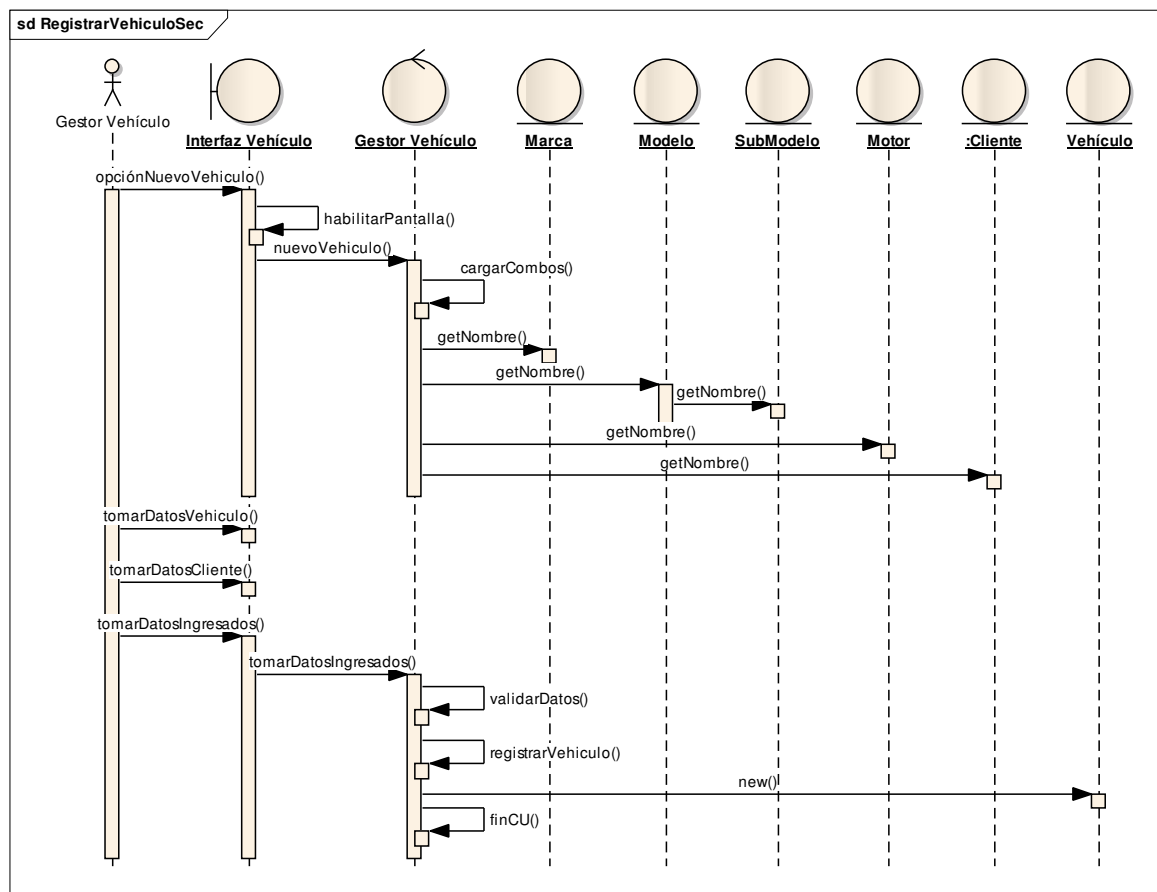 sd RegistrarVehiculoSec
Gestor Vehículo
Interfaz Vehículo
Gestor Vehículo
Marca
Modelo
SubModelo
Motor
:Cliente
Vehículo
opciónNuevoVehiculo()
habilitarPantalla()
nuevoVehiculo()
cargarCombos()
getNombre()
getNombre()
getNombre()
getNombre()
getNombre()
tomarDatosVehiculo()
tomarDatosCliente()
tomarDatosIngresados()
tomarDatosIngresados()
validarDatos()
registrarVehiculo()
new()
finCU()